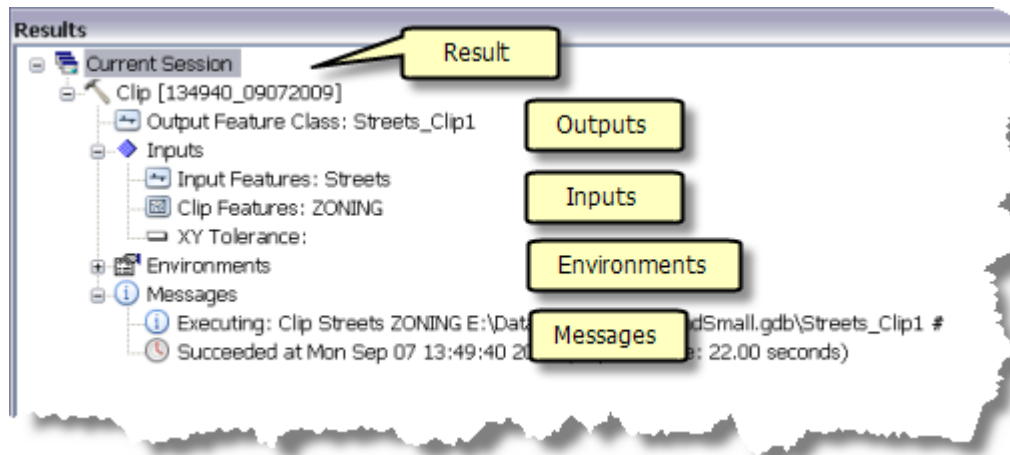 Results
Current Session
Result
Clip [134940_09072009]
Output Feature Class: Streets_Clip1
Outputs
Inputs
Input Features: Streets
Inputs
Clip Features: ZONING
XY Tolerance:
Environments
Environments
Messages
Executing: Clip Streets ZONING E:\Dat dSmall.gdb\Streets_Clip1 #
Messages
Succeeded at Mon Sep 07 13:49:40 2 e: 22.00 seconds)